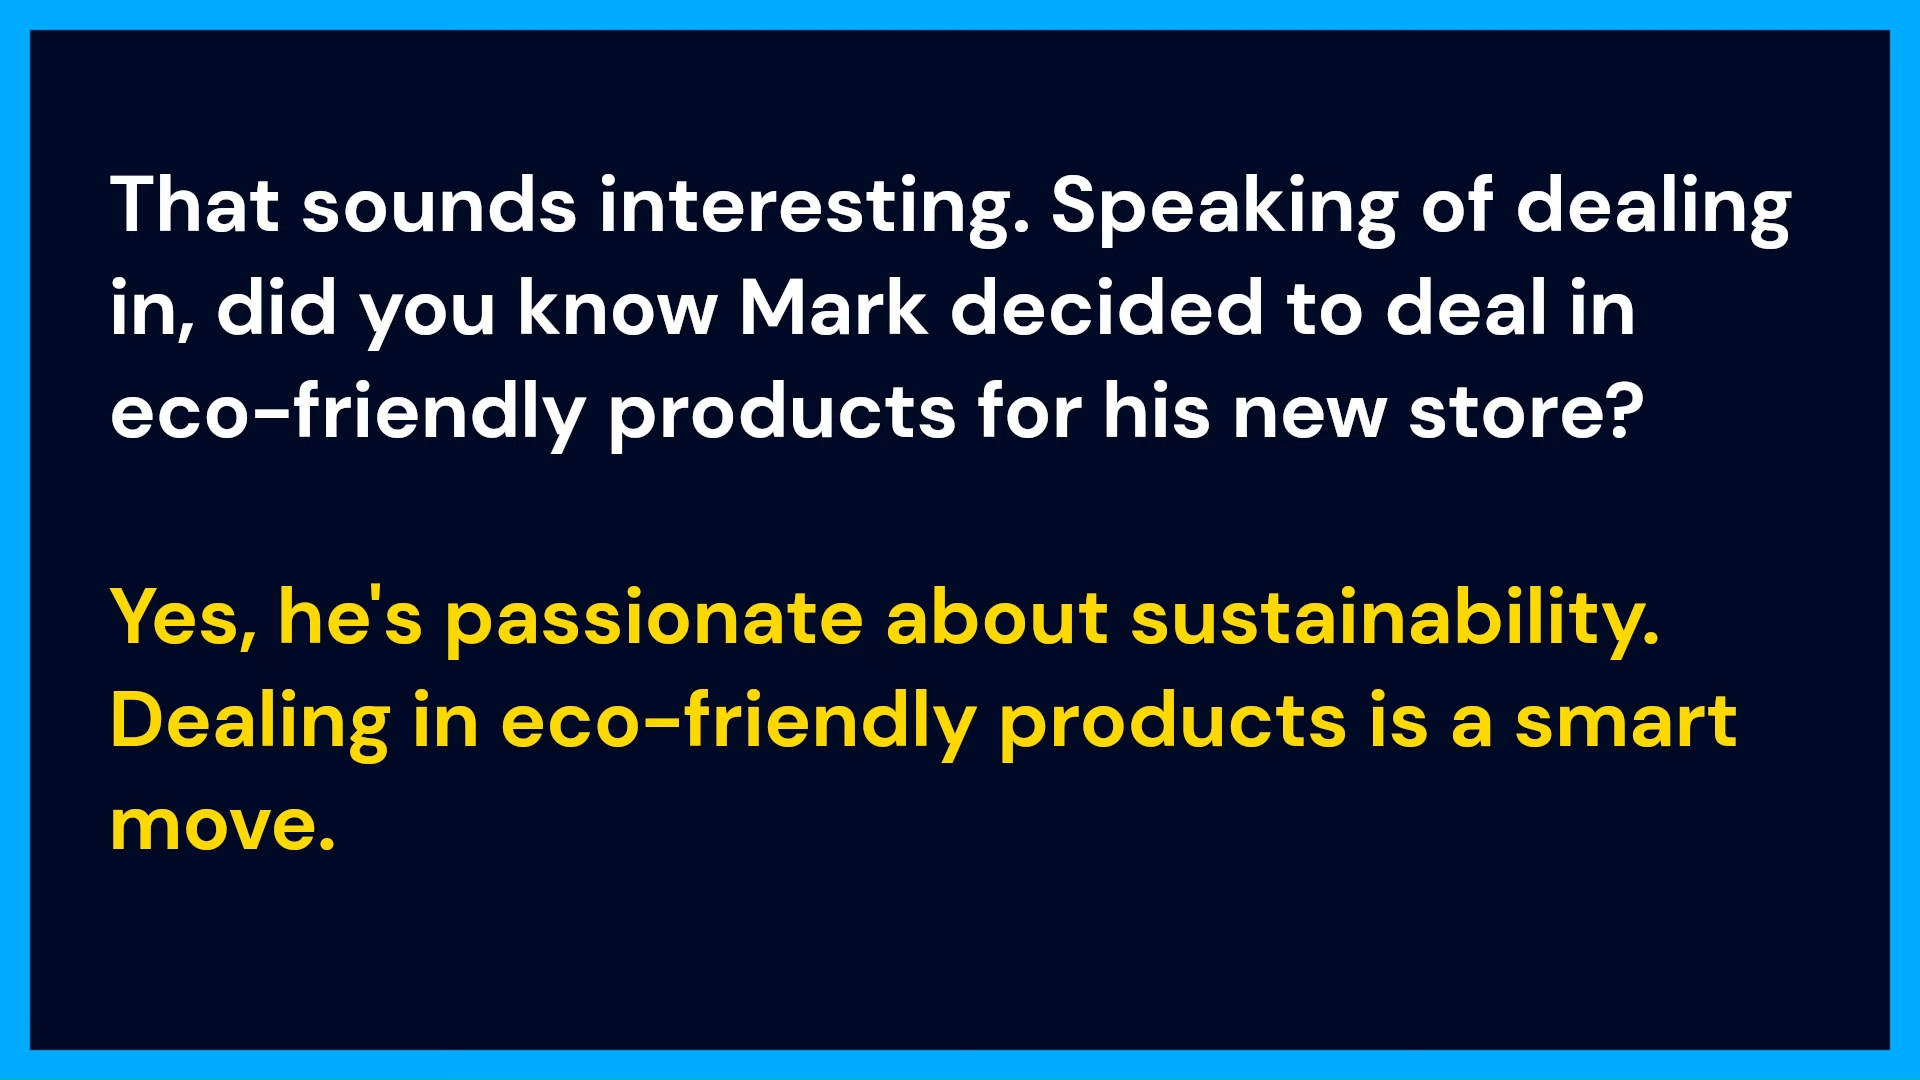 That sounds interesting. Speaking of dealing
in, did you know Mark decided to deal in
eco-friendly products for his new store?
Yes, he's passionate about sustainability.
Dealing in eco-friendly products is a smart
move.